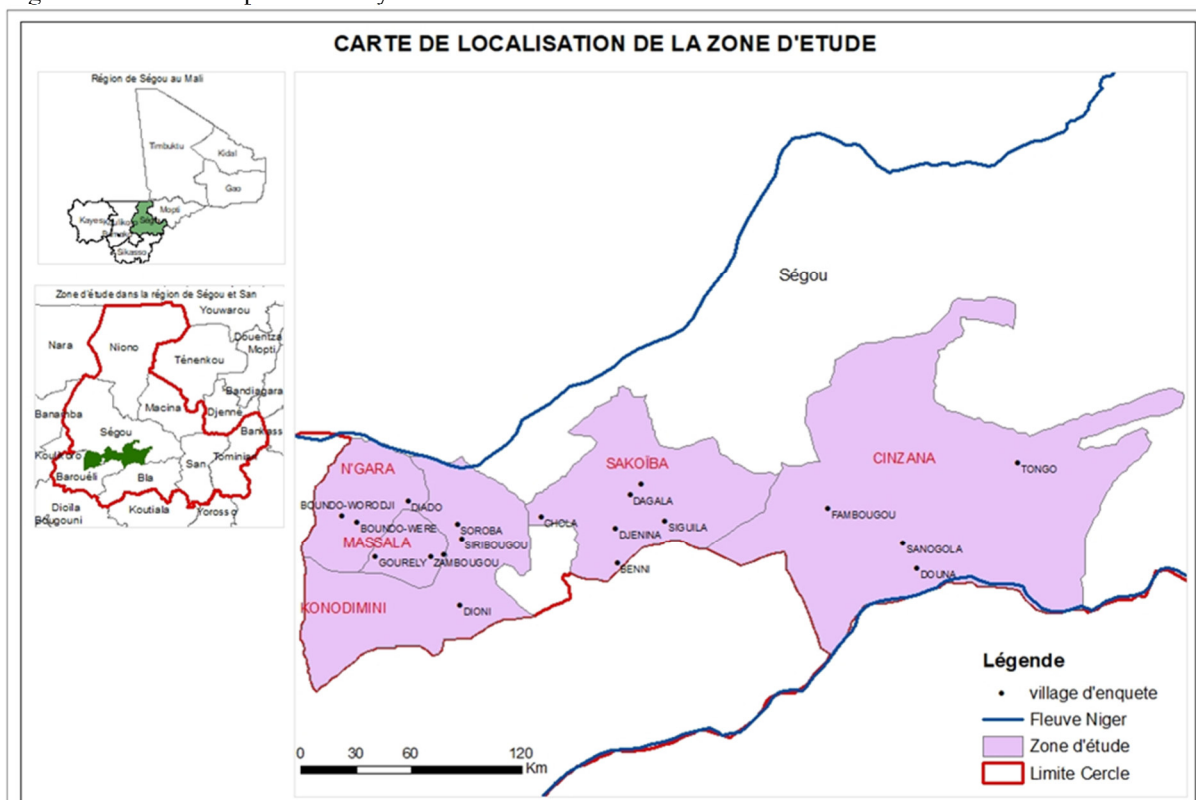 CARTE DE LOCALISATION DE LA ZONE D'ETUDE
Région de Ségou au Mali
Timbuktu
Kidal
Gao
Mopti
Kayes
Sikasso
Zone d'étude dans la région de Ségou et San
Youwarou
Nara
Niono
Douentza
Mopti
Ténenkou
Bandiagara
Banamba
Macina
Djenné
Ségou
Bankass
Koulikoro
Tominian
San
Barouéli
Bla
Dioila
Koutiala
Yorosso
Bougouni
Ségou
N'GARA
SAKOÏBA
CINZANA
TONGO
DAGALA
BOUNDO-WORODJI
DIADO
CHOLA
FAMBOUGOU
BOUNDO-WERE
SOROBA
SIGUILA
MASSALA
SIRIBOUGOU
DJENINA
SANOGOLA
GOURELY
ZAMBOUGOU
BENNI
DOUNA
KONODIMINI
DIONI
Légende
village d'enquete
Fleuve Niger
Zone d'étude
Limite Cercle
0 30 60 120
Km